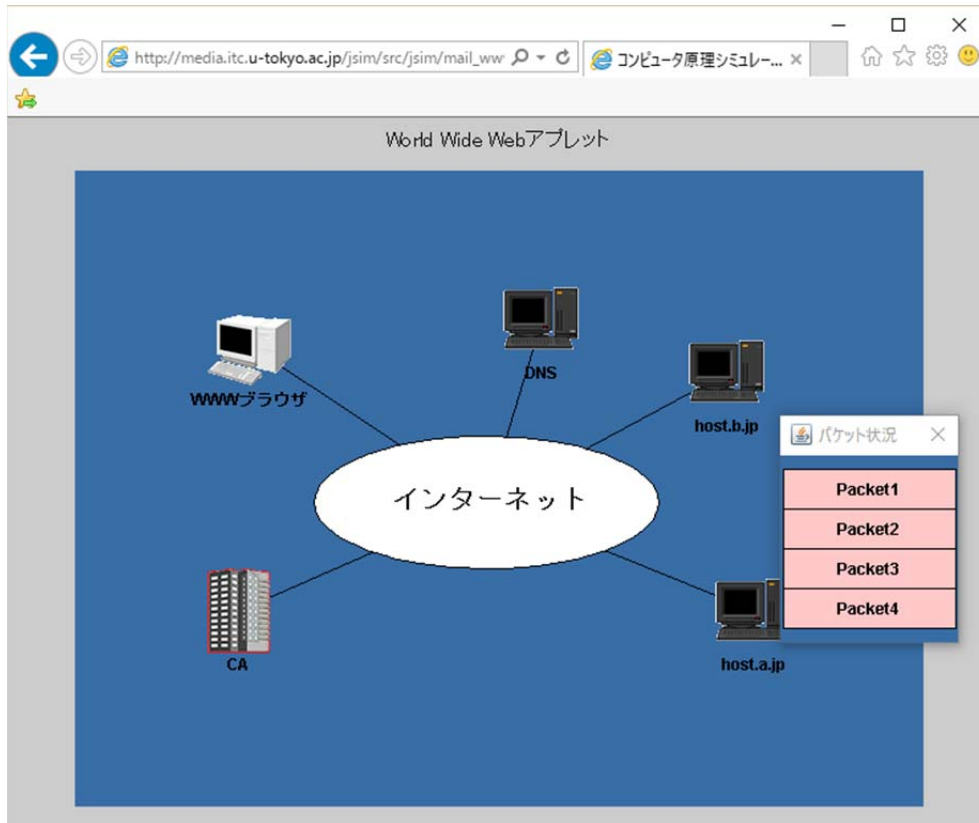 http://media.itc.u-tokyo.ac.jp/jsim/src/jsim/mail_ww
コンピュータ原理シミュレー...
World Wide Webアプレット
DNS
WWWブラウザ
host.b.jp
パケット状況
インターネット
Packet1
Packet2
Packet3
Packet4
CA
host.a.jp